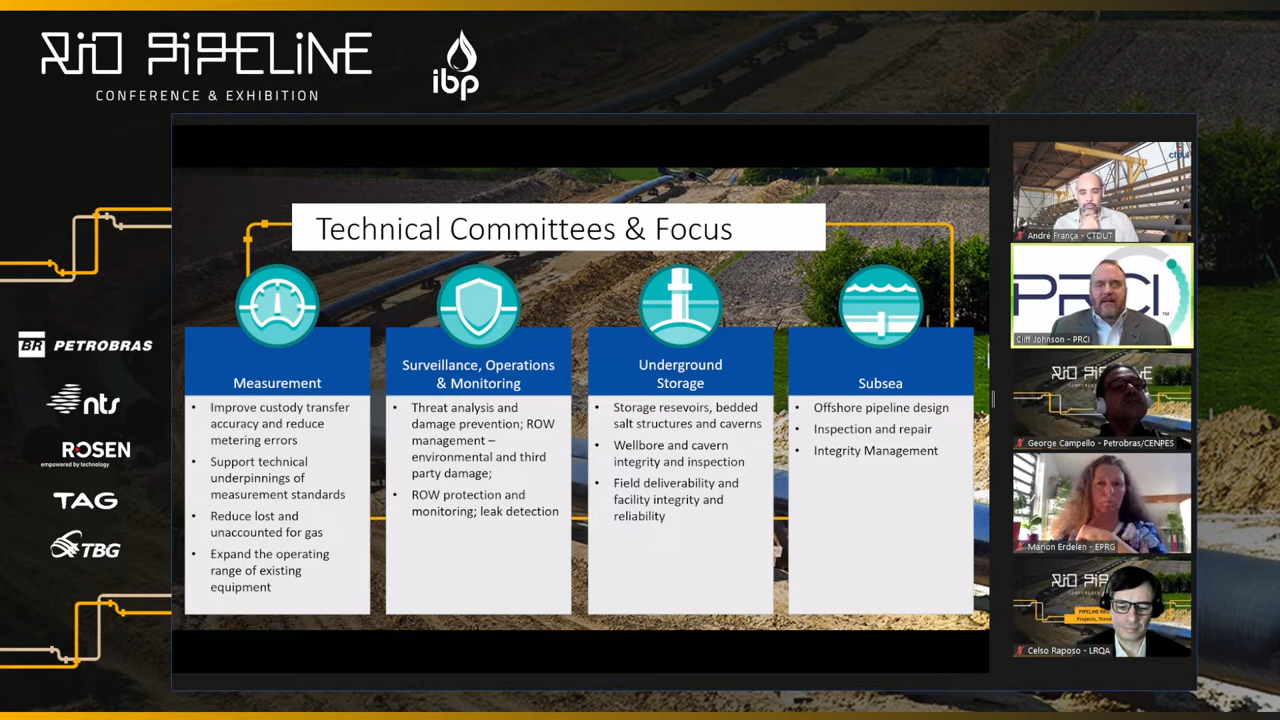 RiO PiPELiNE
CONFERENCE & EXHIBITION
ibp
BR PETROBRAS
nts
ROSEN
empowered by technology
TAG
TBG
Technical Committees & Focus
Measurement
• Improve custody transfer
accuracy and reduce
metering errors
• Support technical
underpinnings of
measurement standards
• Reduce lost and
unaccounted for gas
• Expand the operating
range of existing
equipment
Surveillance, Operations
& Monitoring
• Threat analysis and
damage prevention; ROW
management –
environmental and third
party damage;
• ROW protection and
monitoring; leak detection
Underground
Storage
• Storage resevoirs, bedded
salt structures and caverns
• Wellbore and cavern
integrity and inspection
• Field deliverability and
facility integrity and
reliability
Subsea
• Offshore pipeline design
• Inspection and repair
• Integrity Management
André França - CTDUT
PRCI
Cliff Johnson - PRCI
George Campello - Petrobras/CENPES
Marion Erdelen - EPRG
Celso Raposo - LRQA